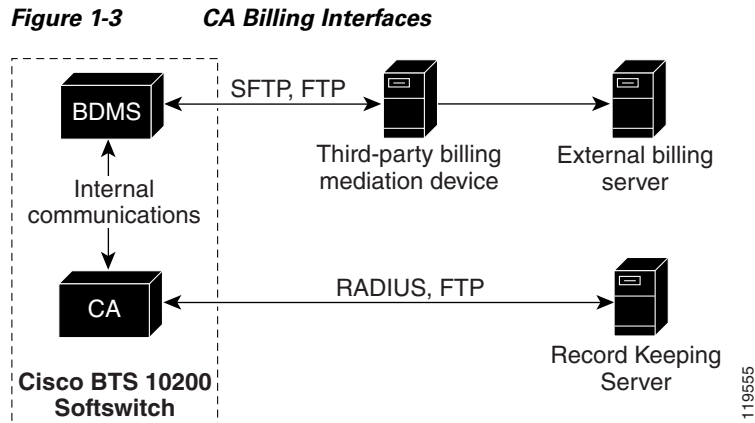 Figure 1-3 CA Billing Interfaces
BDMS
SFTP, FTP
Third-party billing
mediation device
External billing
server
Internal
communications
CA
RADIUS, FTP
Record Keeping
Server
Cisco BTS 10200
Softswitch
119555